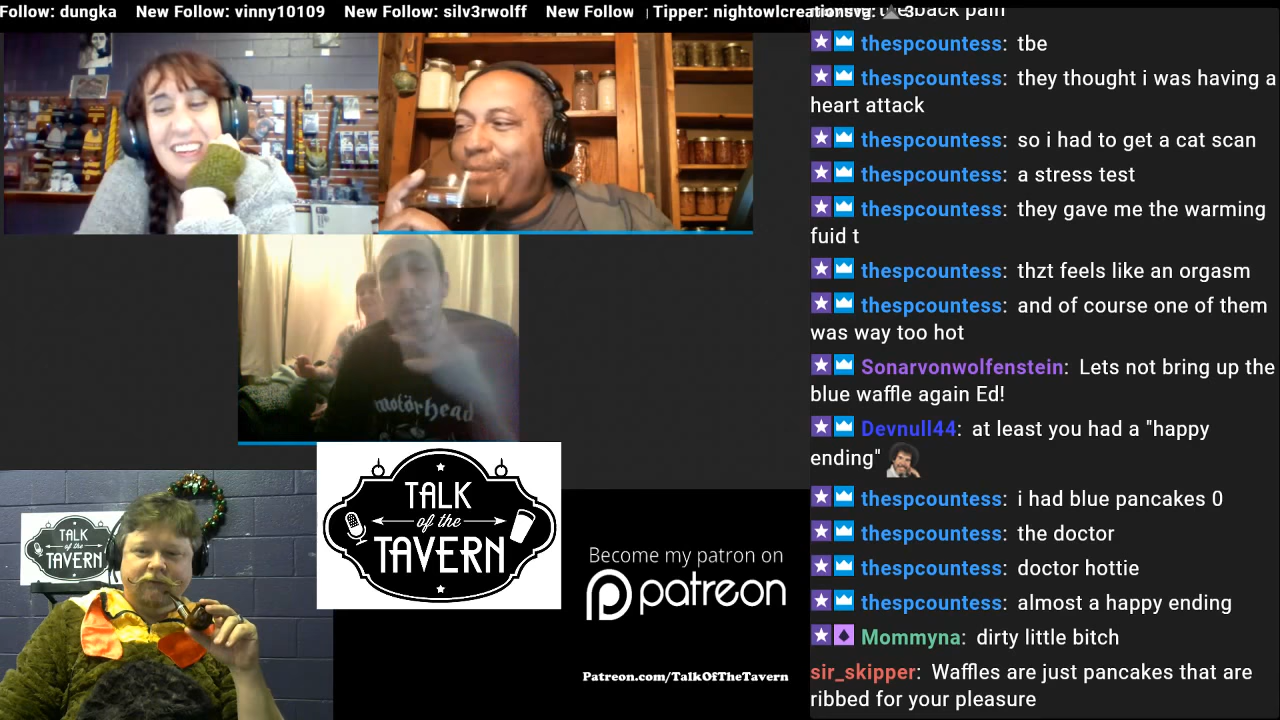 Follow: dungka New Follow: vinny10109 New Follow: silv3rwolff New Follow
Tipper: nightowlcreationsvg: 3
back pain
thespcountess: tbe
thespcountess: they thought i was having a
heart attack
thespcountess: so i had to get a cat scan
thespcountess: a stress test
thespcountess: they gave me the warming
fuid t
thespcountess: thzt feels like an orgasm
thespcountess: and of course one of them
was way too hot
Sonarvonwolfenstein: Lets not bring up the
blue waffle again Ed!
Devnull44: at least you had a "happy
ending"
thespcountess: i had blue pancakes 0
thespcountess: the doctor
thespcountess: doctor hottie
thespcountess: almost a happy ending
Mommyna: dirty little bitch
sir_skipper: Waffles are just pancakes that are
ribbed for your pleasure
motörhead
TALK
of the
TAVERN
TALK
of the
TAVERN
Become my patron on
patreon
Patreon.com/TalkOfTheTavern